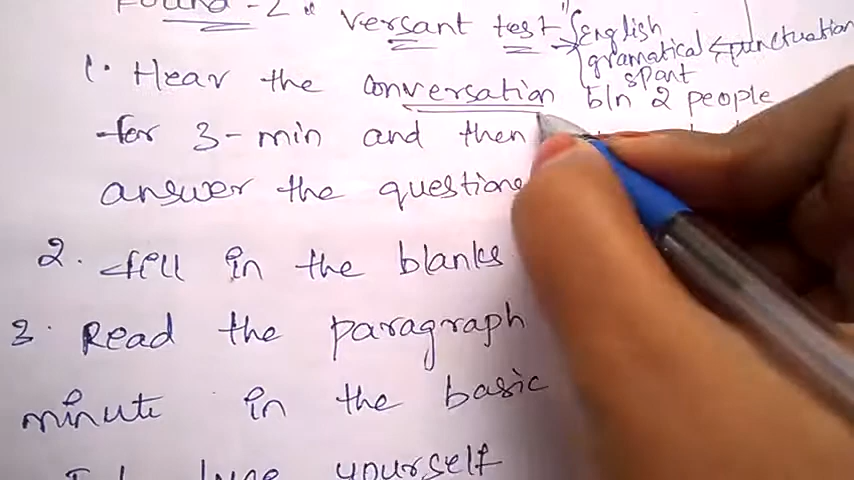 Round-2 "Versant test" English
gramatical punctuation
spant
1. Hear the conversation b/n 2 people
for 3-min and then
answer the questions
2. fill in the blanks
3. Read the paragraph
minute in the basic
yourself